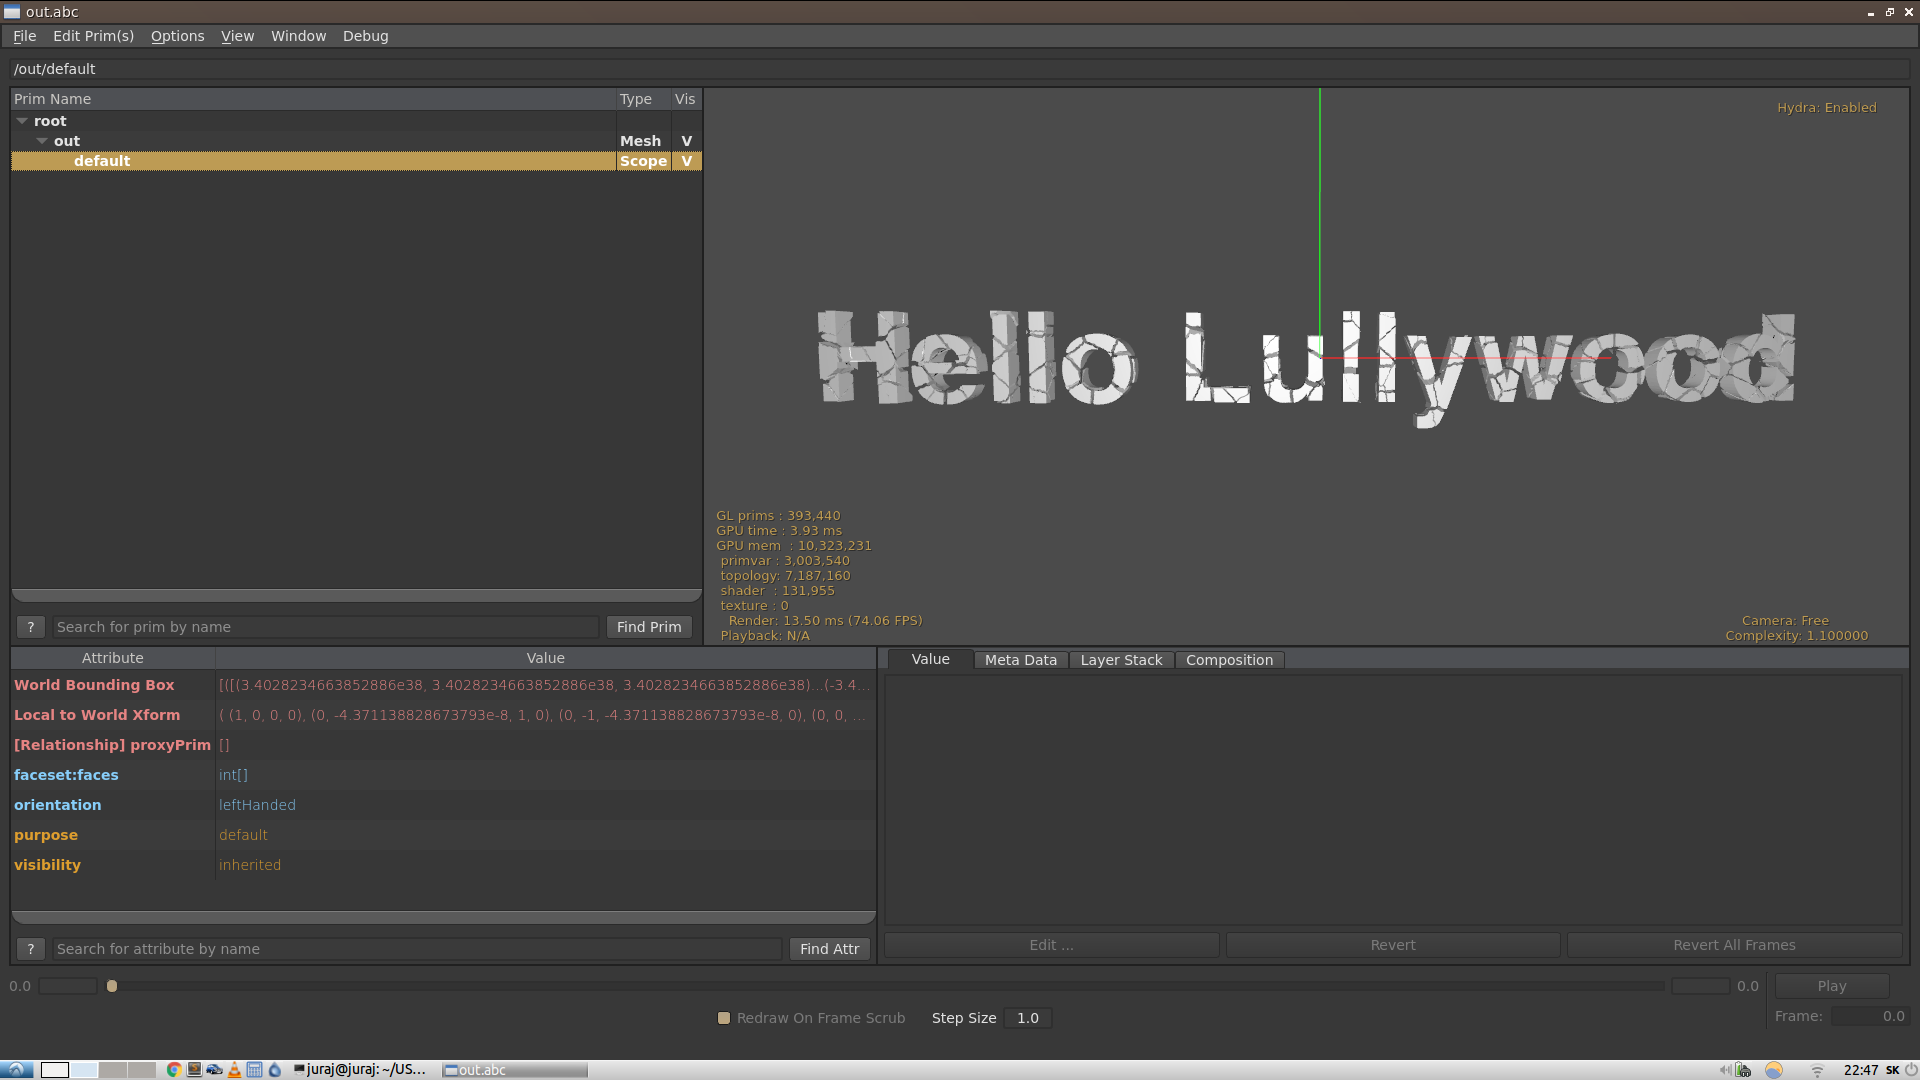 out.abc
File Edit Prim(s) Options View Window Debug
/out/default
Prim Name Type Vis
root
out Mesh V
default Scope V
? Search for prim by name Find Prim
Hydra: Enabled
Hello Lullywood
GL prims : 393,440
GPU time : 3.93 ms
GPU mem : 10,323,231
primvar : 3,003,540
topology: 7,187,160
shader : 131,955
texture : 0
Render: 13.50 ms (74.06 FPS)
Playback: N/A
Camera: Free
Complexity: 1.100000
Attribute Value
World Bounding Box [([(3.4028234663852886e38, 3.4028234663852886e38, 3.4028234663852886e38)...(-3.4...
Local to World Xform ( (1, 0, 0, 0), (0, -4.371138828673793e-8, 1, 0), (0, -1, -4.371138828673793e-8, 0), (0, 0, ...
[Relationship] proxyPrim []
faceset:faces int[]
orientation leftHanded
purpose default
visibility inherited
? Search for attribute by name Find Attr
Value Meta Data Layer Stack Composition
Edit ... Revert Revert All Frames
0.0 0.0 Play
Redraw On Frame Scrub Step Size 1.0 Frame: 0.0
juraj@juraj: ~/US... out.abc 22:47 SK